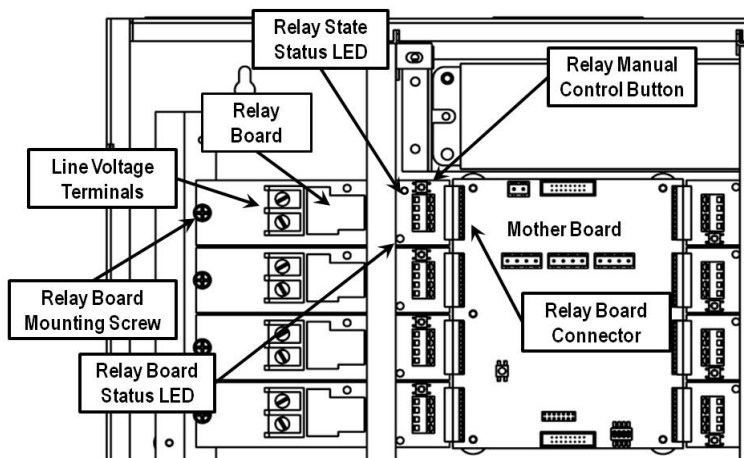 Relay State
Status LED
Relay Manual
Control Button
Relay
Board
Line Voltage
Terminals
Mother Board
Relay Board
Mounting Screw
Relay Board
Connector
Relay Board
Status LED